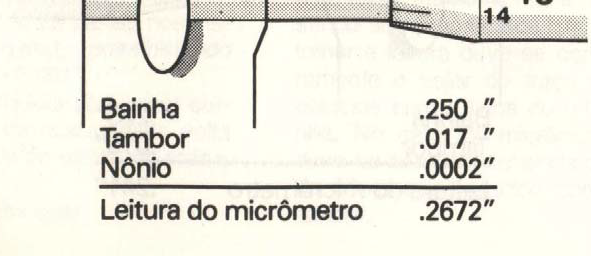 14
Bainha .250 ″
Tambor .017 ″
Nônio .0002″
Leitura do micrômetro .2672″